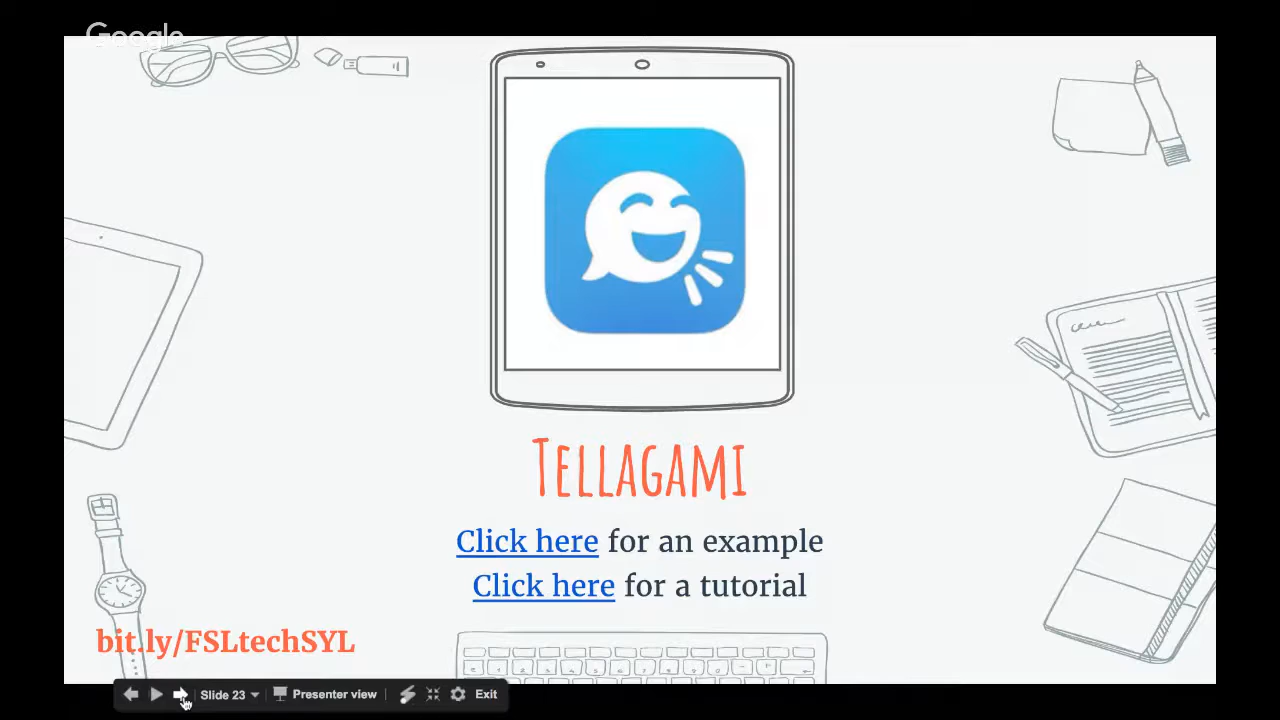 Google
TELLAGAMI
Click here for an example
Click here for a tutorial
bit.ly/FSLtechSYL
Slide 23
Presenter view
Exit